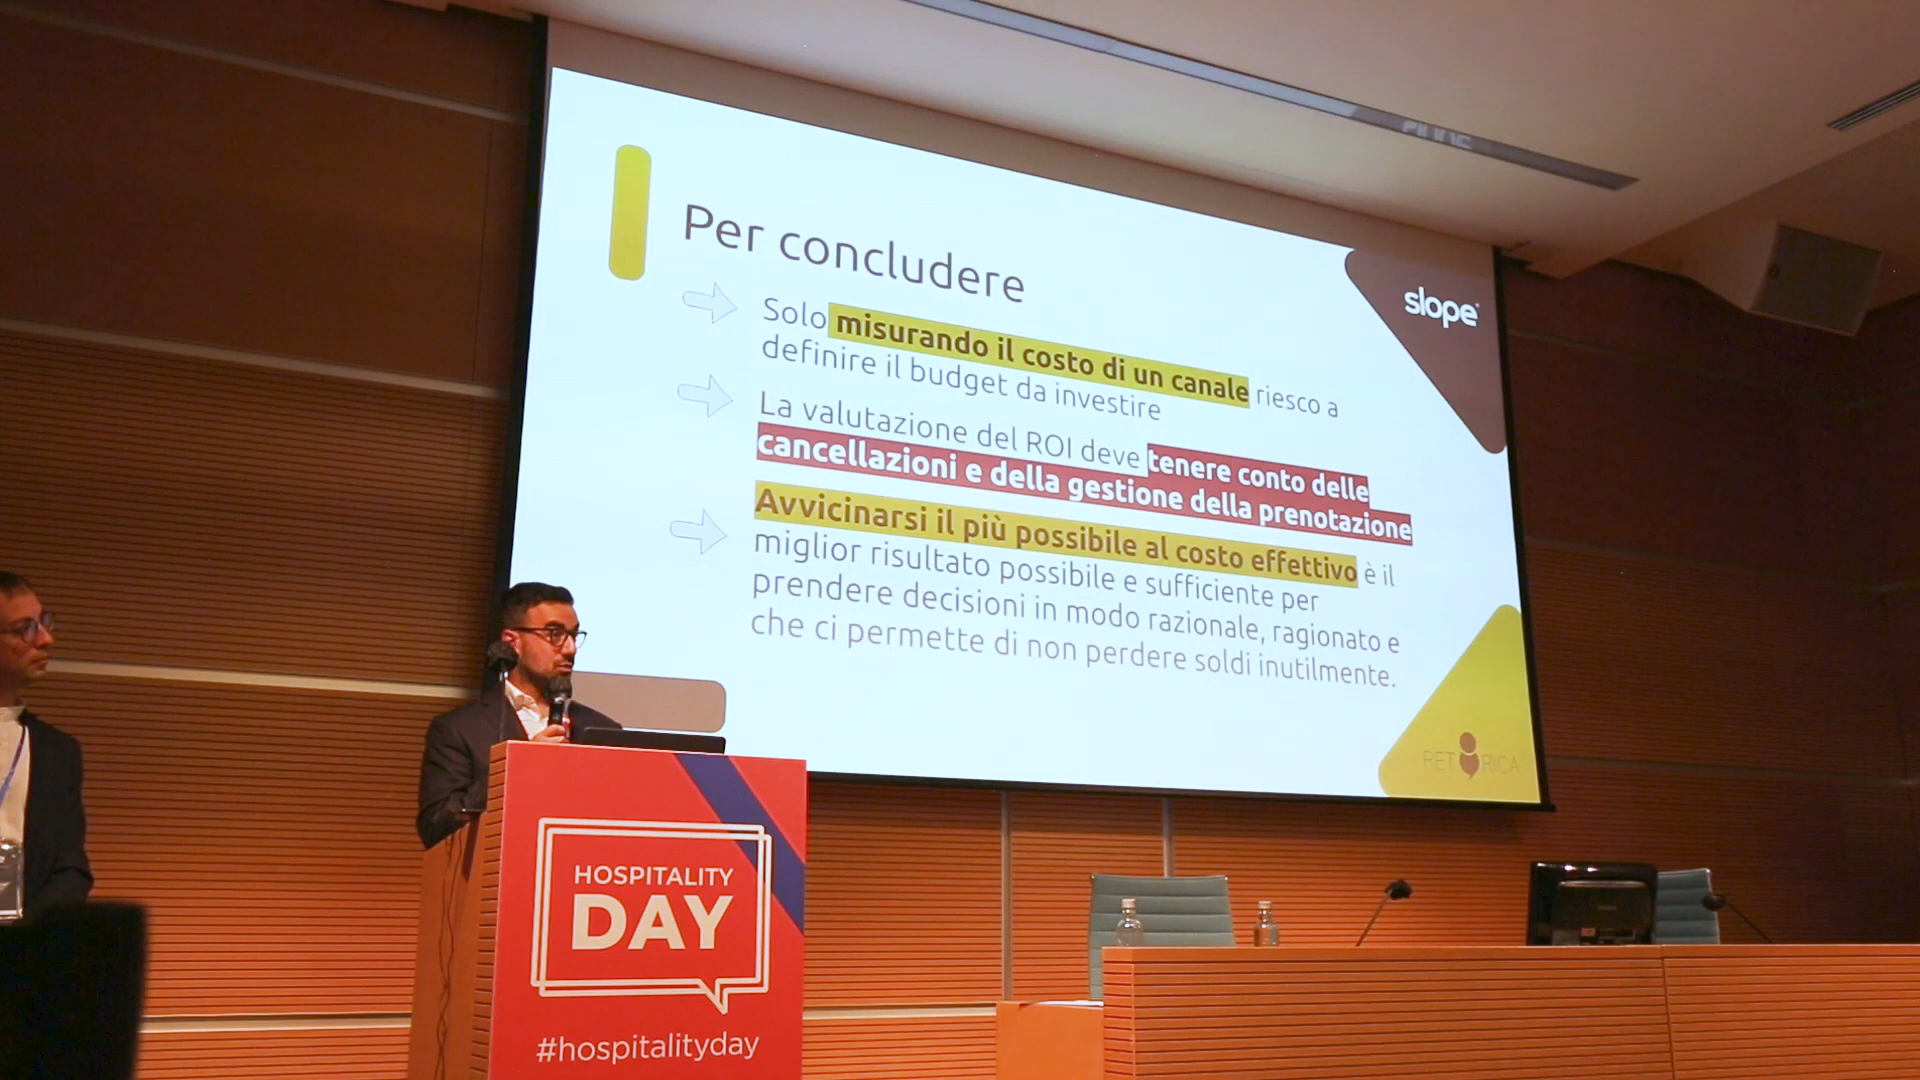 Per concludere
slope
Solo misurando il costo di un canale riesco a
definire il budget da investire
La valutazione del ROI deve tenere conto delle
cancellazioni e della gestione della prenotazione
Avvicinarsi il più possibile al costo effettivo è il
miglior risultato possibile e sufficiente per
prendere decisioni in modo razionale, ragionato e
che ci permette di non perdere soldi inutilmente.
RET RICA
HOSPITALITY
DAY
#hospitalityday